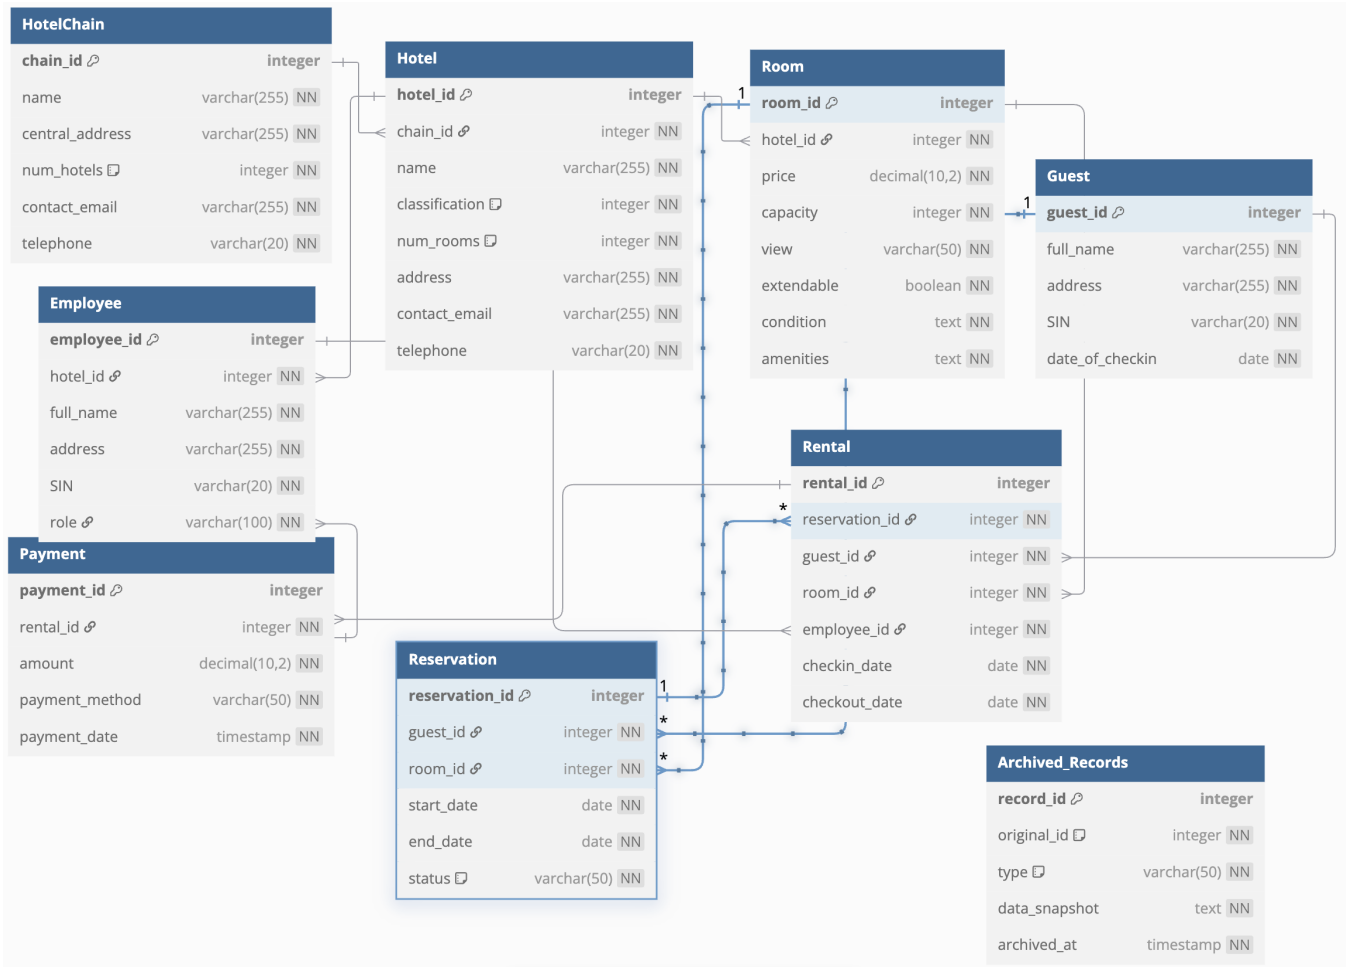 HotelChain
chain_id integer
name varchar(255) NN
central_address varchar(255) NN
num_hotels integer NN
contact_email varchar(255) NN
telephone varchar(20) NN
Hotel
hotel_id integer
chain_id integer NN
name varchar(255) NN
classification integer NN
num_rooms integer NN
address varchar(255) NN
contact_email varchar(255) NN
telephone varchar(20) NN
Room
1
room_id integer
hotel_id integer NN
price decimal(10,2) NN
capacity integer NN
view varchar(50) NN
extendable boolean NN
condition text NN
amenities text NN
Guest
1
guest_id integer
full_name varchar(255) NN
address varchar(255) NN
SIN varchar(20) NN
date_of_checkin date NN
Employee
employee_id integer
hotel_id integer NN
full_name varchar(255) NN
address varchar(255) NN
SIN varchar(20) NN
role varchar(100) NN
Payment
payment_id integer
rental_id integer NN
amount decimal(10,2) NN
payment_method varchar(50) NN
payment_date timestamp NN
Rental
rental_id integer
*
reservation_id integer NN
guest_id integer NN
room_id integer NN
employee_id integer NN
checkin_date date NN
checkout_date date NN
Reservation
reservation_id integer 1
guest_id integer NN *
room_id integer NN *
start_date date NN
end_date date NN
status varchar(50) NN
Archived_Records
record_id integer
original_id integer NN
type varchar(50) NN
data_snapshot text NN
archived_at timestamp NN